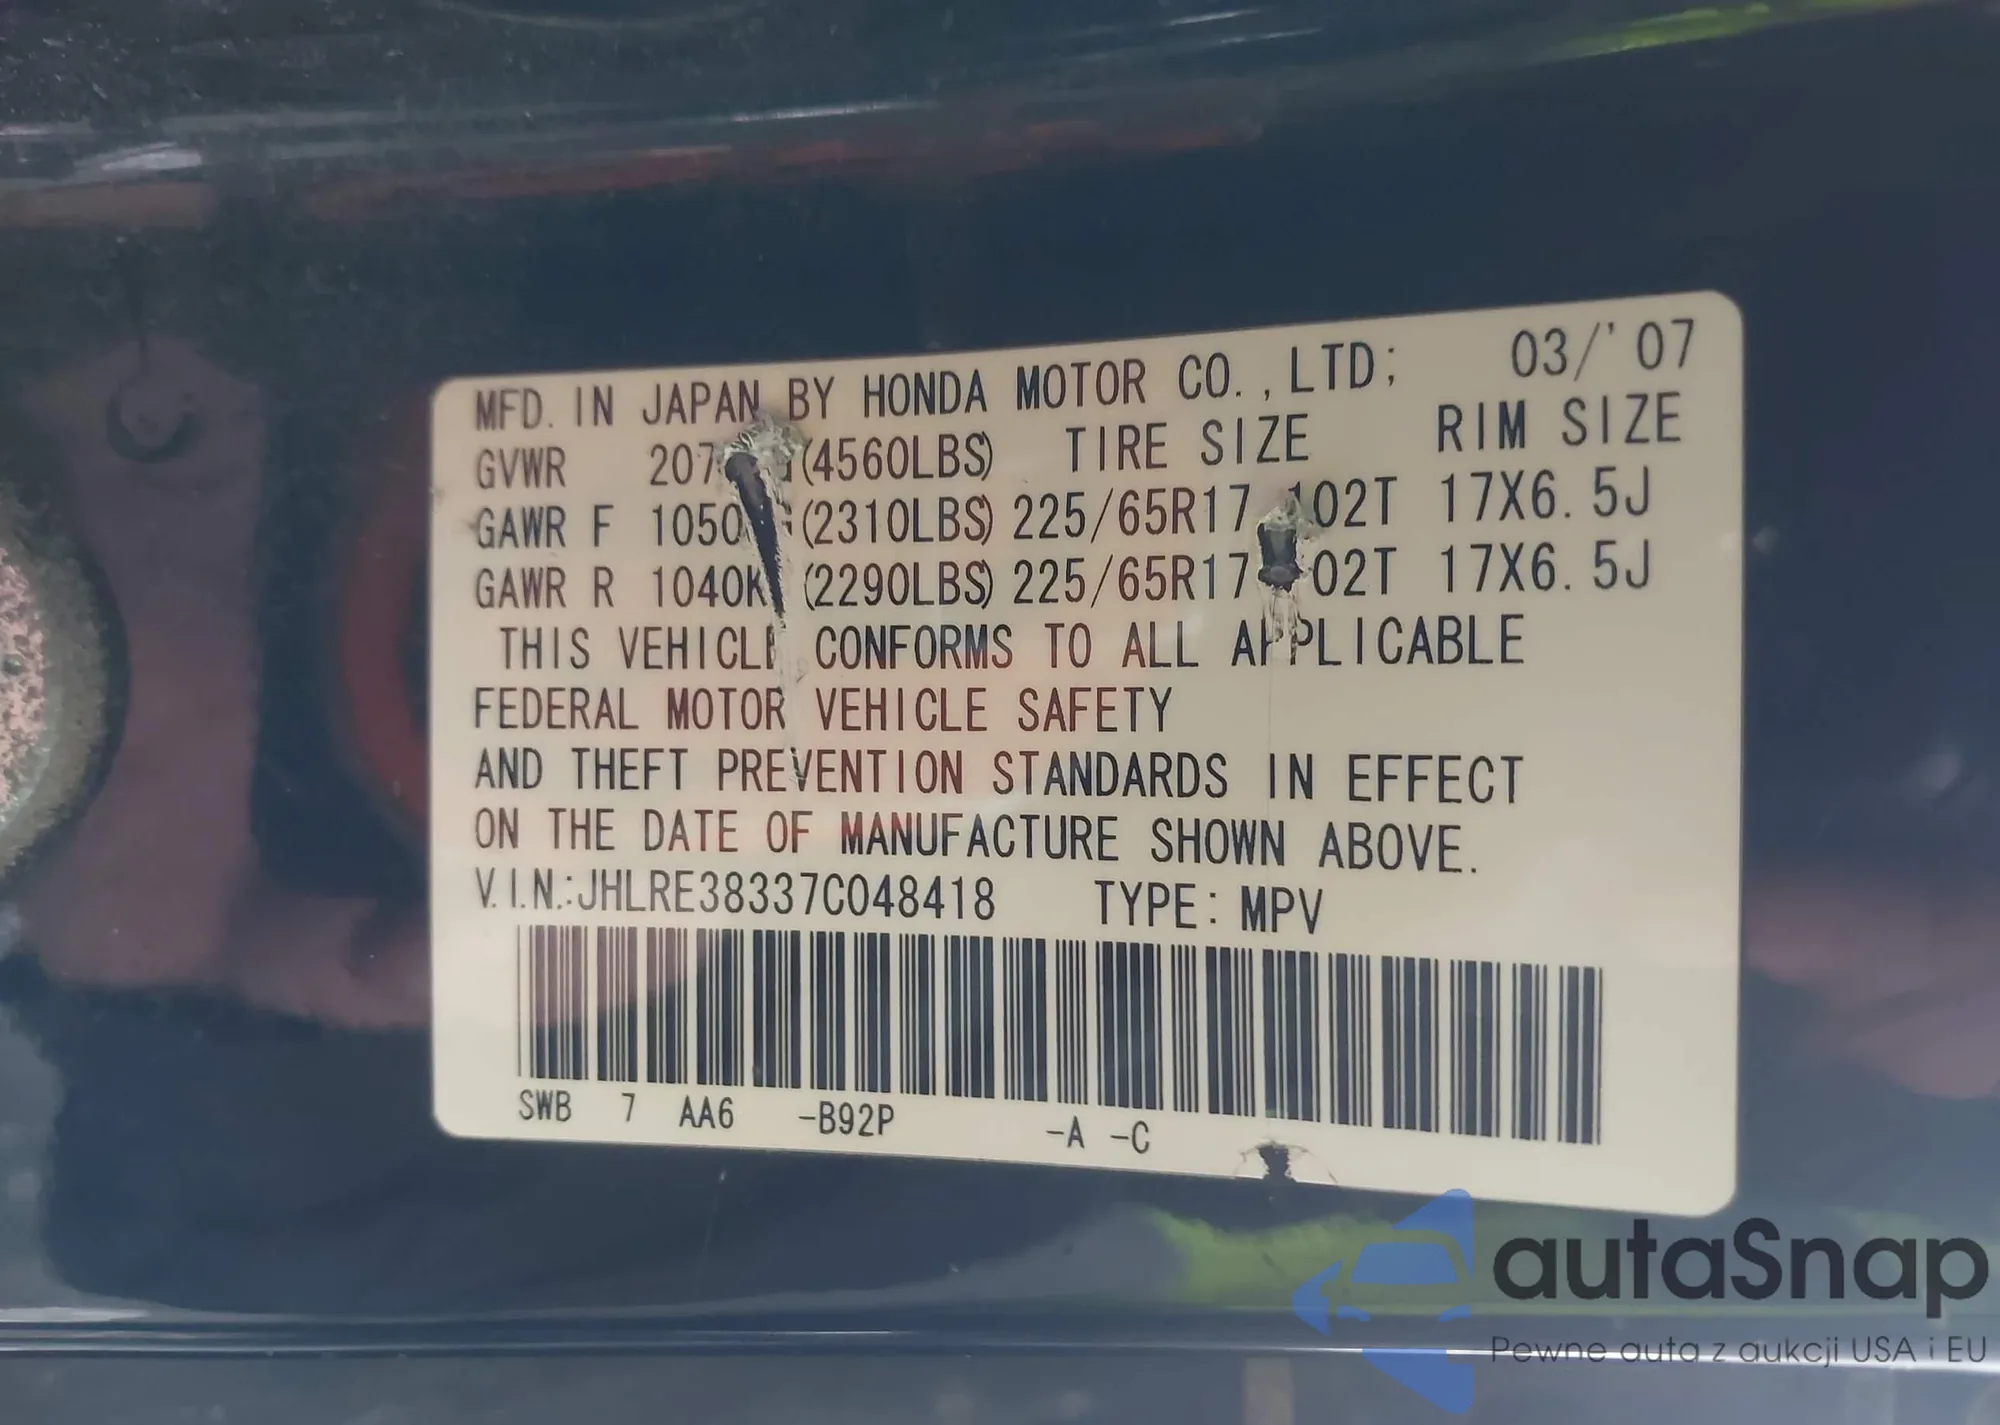 MFD. IN JAPAN BY HONDA MOTOR CO., LTD; 03/'07
GVWR (4560LBS) TIRE SIZE RIM SIZE
GAWR F 1050 (2310LBS) 225/65R17 102T 17X6.5J
GAWR R 1040K (2290LBS) 225/65R17 02T 17X6.5J
THIS VEHICLE CONFORMS TO ALL APPLICABLE
FEDERAL MOTOR VEHICLE SAFETY
AND THEFT PREVENTION STANDARDS IN EFFECT
ON THE DATE OF MANUFACTURE SHOWN ABOVE.
V.I.N.:JHLRE38337C048418 TYPE: MPV
SWB 7 AA6 -B92P -A -C
autaSnap
Pewne auta z aukcji USA i EU